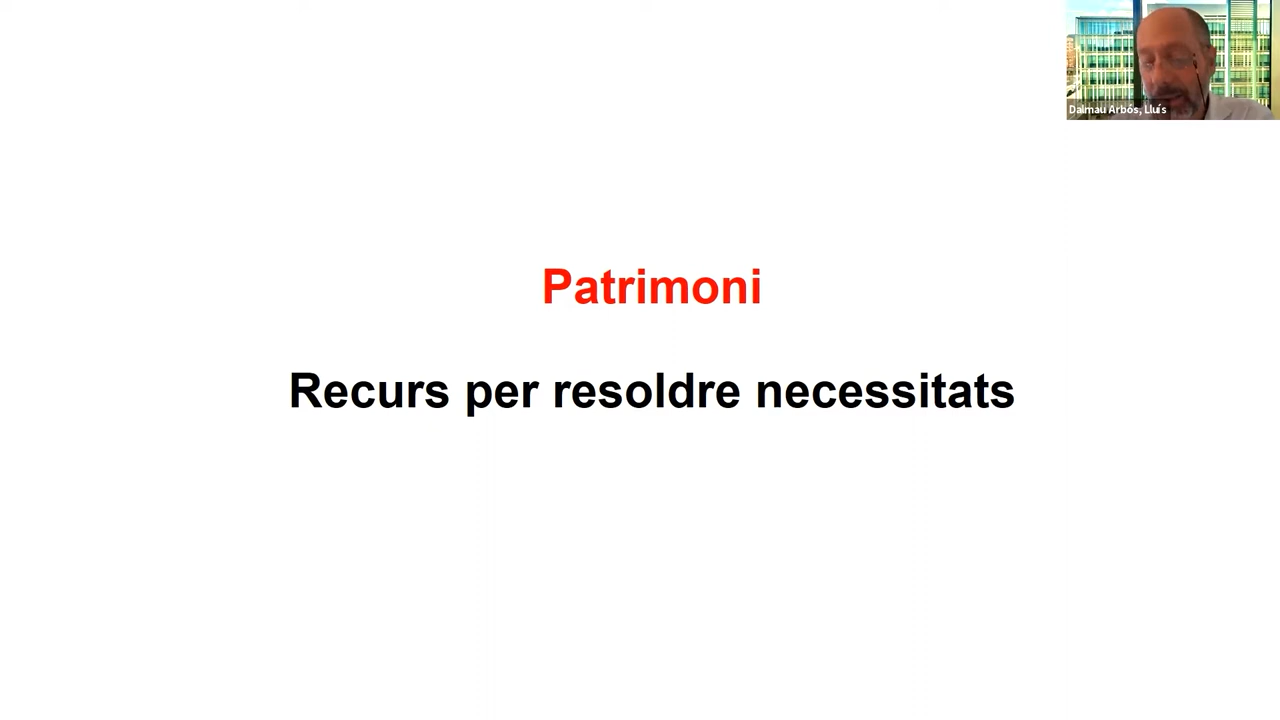 Dalmau Arbós, Lluís
Patrimoni
Recurs per resoldre necessitats